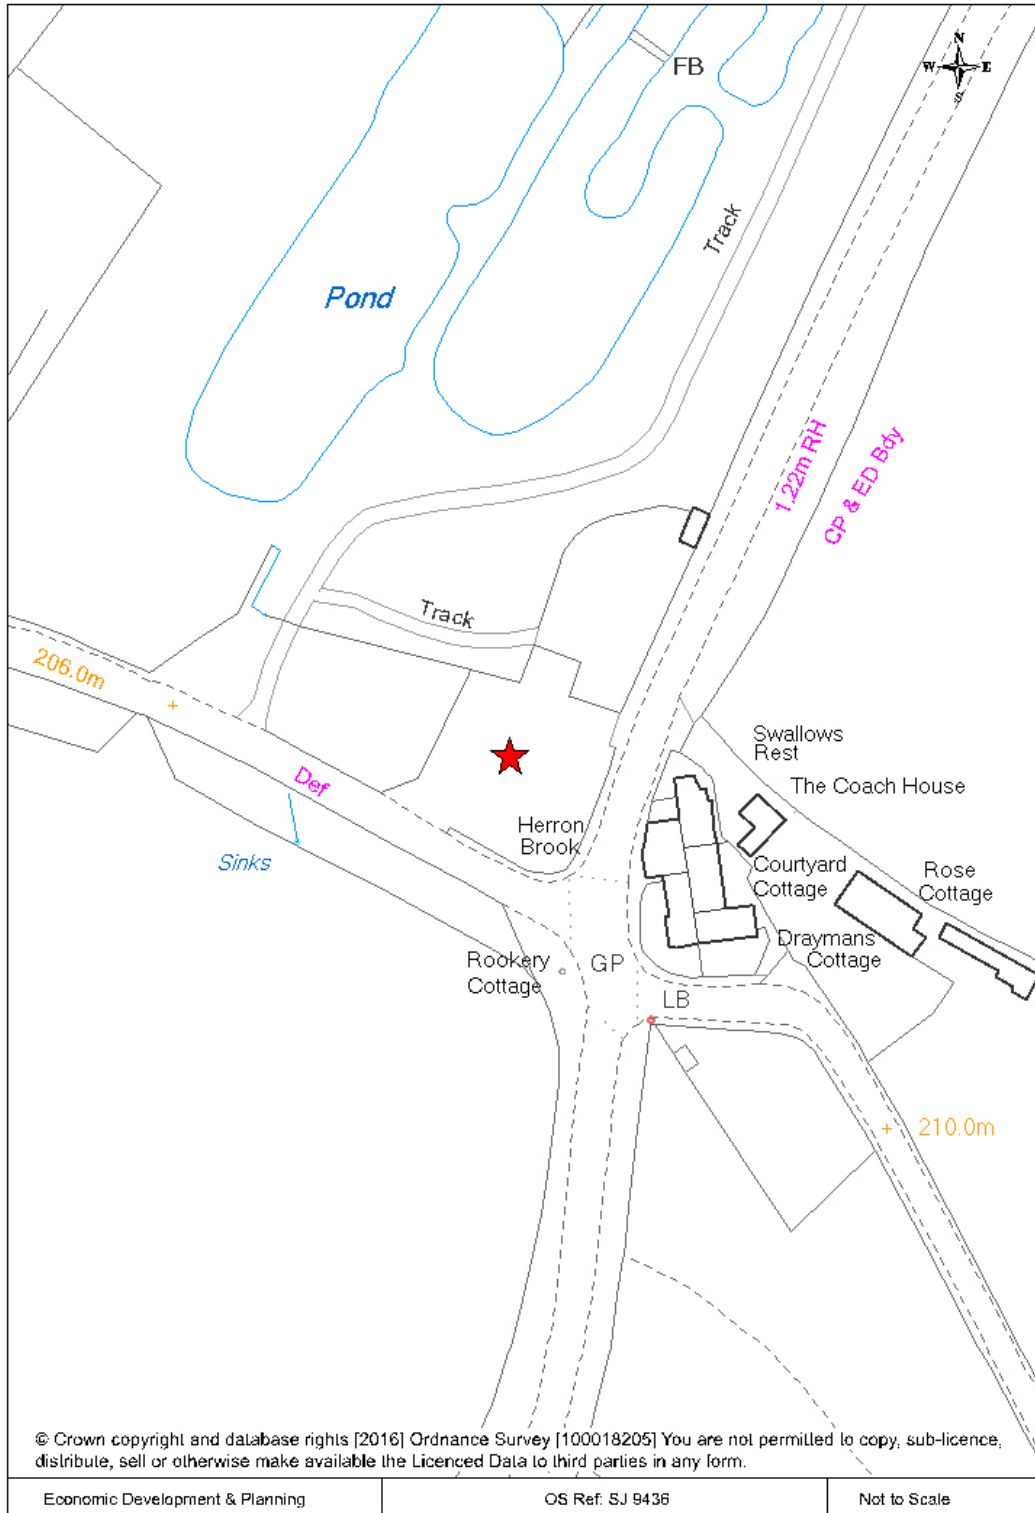 N
W E
S
FB
Track
Pond
1.22m RH
CP & ED Bdy
Track
206.0m
Def
Swallows
Rest
The Coach House
Herron
Brook
Sinks
Courtyard
Cottage
Rose
Cottage
Draymans
Cottage
Rookery
Cottage
GP
LB
210.0m
© Crown copyright and database rights [2016] Ordnance Survey [100018205] You are not permitted to copy, sub-licence,
distribute, sell or otherwise make available the Licenced Data to third parties in any form.
Economic Development & Planning
OS Ref: SJ 9436
Not to Scale